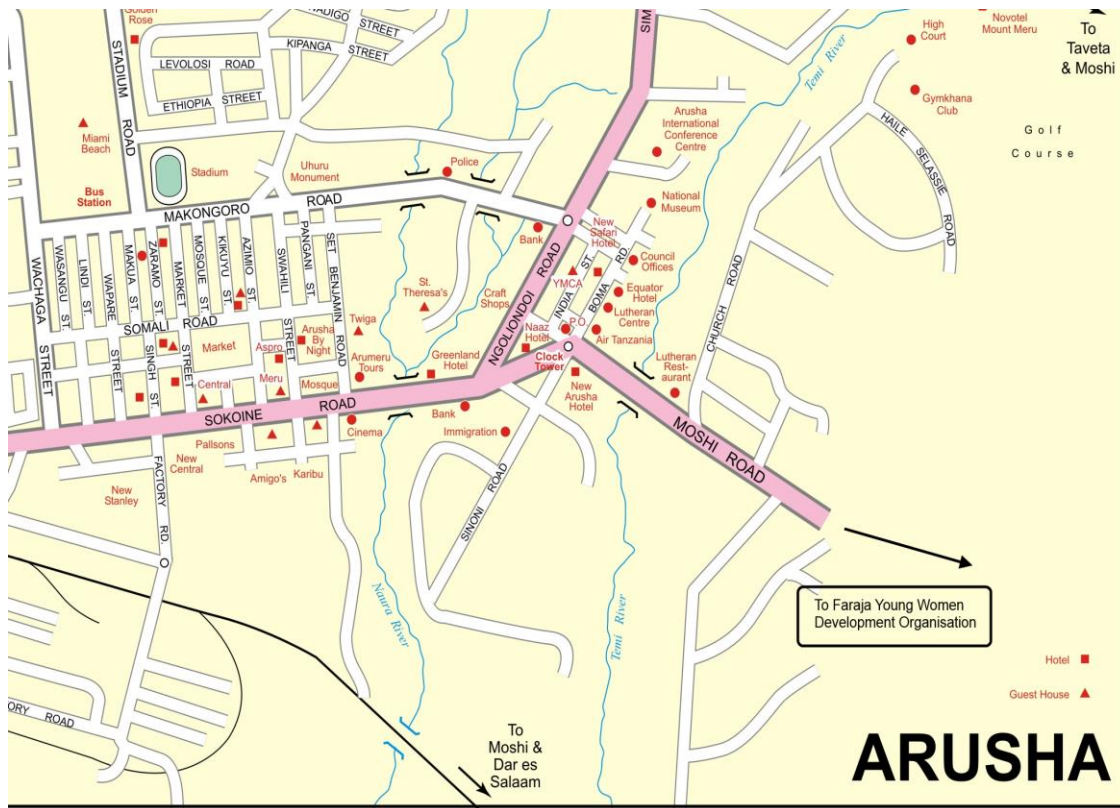 Golden
Rose
STADIUM ROAD
KIPANGA STREET
LEVOLOSI ROAD
ETHIOPIA STREET
Miami
Beach
Bus
Station
Stadium
Uhuru
Monument
Police
MAKONGORO ROAD
Temi River
High
Court
Novotel
Mount Meru
To
Taveta
& Moshi
Gymkhana
Club
Golf
Course
HAILE SELASSIE ROAD
Arusha
International
Conference
Centre
National
Museum
New
Safari
Hotel
Bank
Council
Offices
YMCA
Equator
Hotel
Lutheran
Centre
P.O.
Air Tanzania
INDIA ST.
BOMA RD.
NGOLIONDOI ROAD
CHURCH ROAD
WACHAGA STREET
WASANGU ST.
LINDI ST.
WAPARE STREET
MAKUA ST.
ZARAMO ST.
MARKET STREET
MOSQUE ST.
KIKUYU ST.
AZIMIO ST.
SWAHILI STREET
PANGANI ST.
SET BENJAMIN ROAD
SOMALI ROAD
SINGH ST.
St.
Theresa's
Craft
Shops
Twiga
Market
Aspro
Arusha
By
Night
Arumeru
Tours
Greenland
Hotel
Naaz
Hotel
Clock
Tower
Central
Meru
Mosque
New
Arusha
Hotel
Lutheran
Rest-
aurant
SOKOINE ROAD
MOSHI ROAD
Bank
Cinema
Immigration
Pallsons
New
Central
Amigo's
Karibu
New
Stanley
FACTORY RD.
SINONI ROAD
Naura River
Temi River
To Faraja Young Women
Development Organisation
Hotel
Guest House
To
Moshi &
Dar es
Salaam
ARUSHA